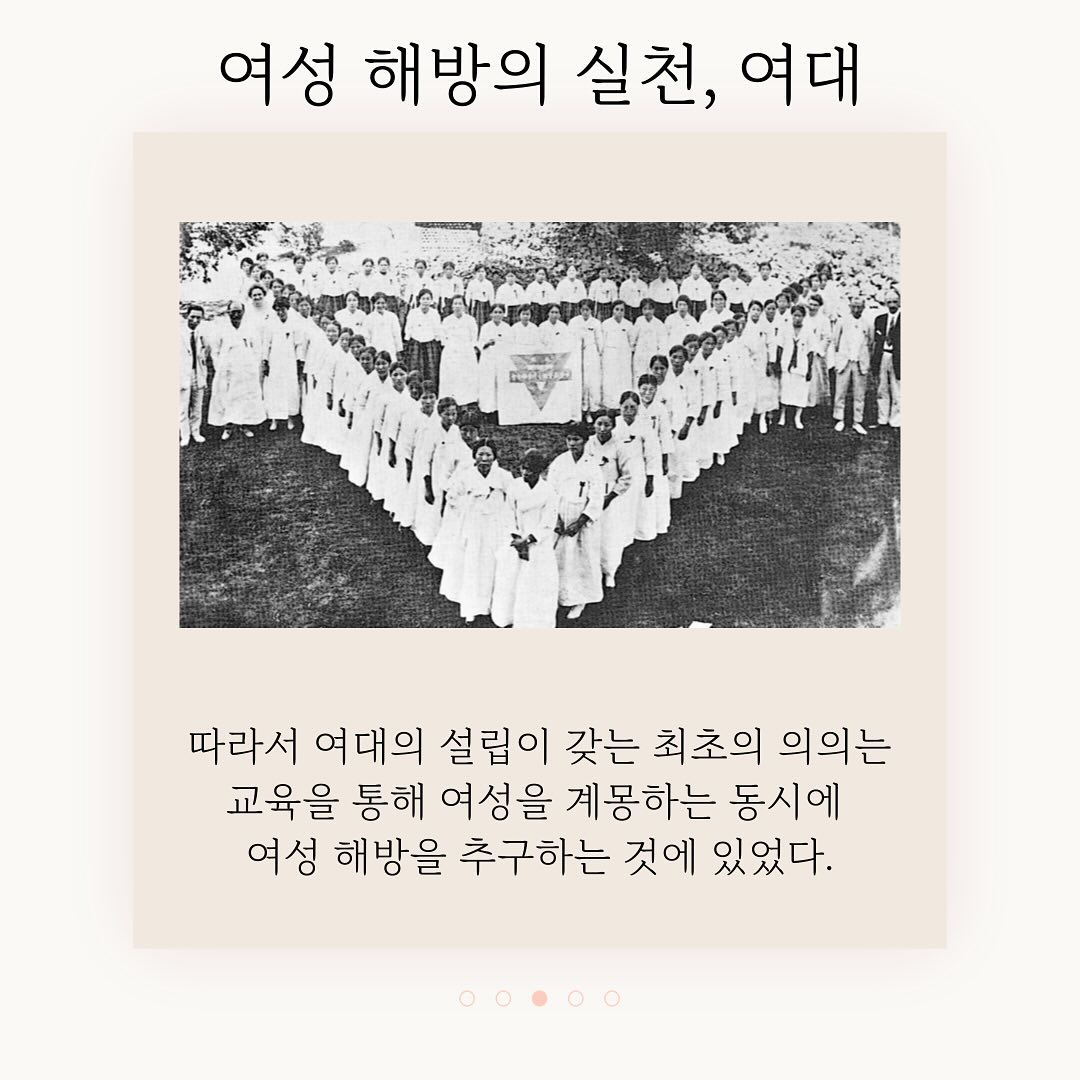 여성 해방의 실천, 여대
따라서 여대의 설립이 갖는 최초의 의의는
교육을 통해 여성을 계몽하는 동시에
여성 해방을 추구하는 것에 있었다.